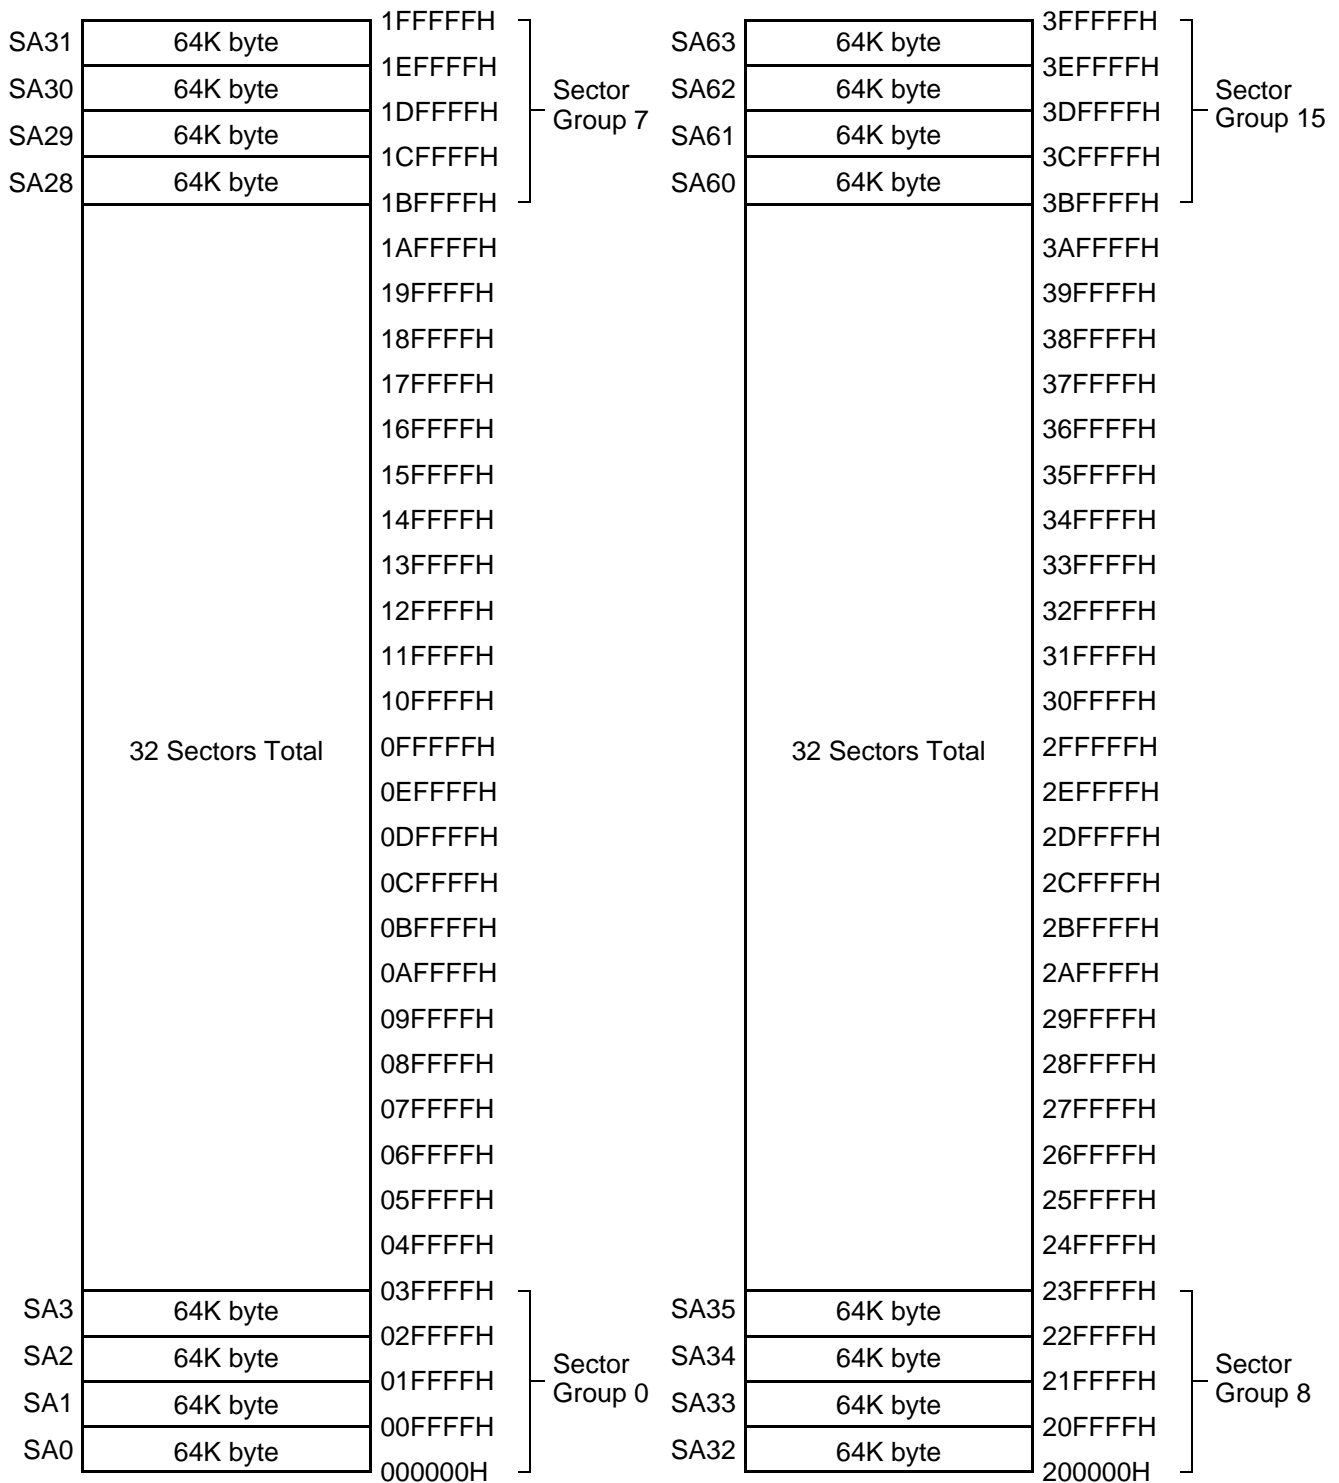 1FFFFFH
SA31 64K byte
1EFFFFH
SA30 64K byte
1DFFFFH
SA29 64K byte
1CFFFFH
SA28 64K byte
1BFFFFH
Sector
Group 7
1AFFFFH
19FFFFH
18FFFFH
17FFFFH
16FFFFH
15FFFFH
14FFFFH
13FFFFH
12FFFFH
11FFFFH
10FFFFH
32 Sectors Total
0FFFFFH
0EFFFFH
0DFFFFH
0CFFFFH
0BFFFFH
0AFFFFH
09FFFFH
08FFFFH
07FFFFH
06FFFFH
05FFFFH
04FFFFH
03FFFFH
SA3 64K byte
02FFFFH
SA2 64K byte
01FFFFH
SA1 64K byte
00FFFFH
SA0 64K byte
000000H
Sector
Group 0
3FFFFFH
SA63 64K byte
3EFFFFH
SA62 64K byte
3DFFFFH
SA61 64K byte
3CFFFFH
SA60 64K byte
3BFFFFH
Sector
Group 15
3AFFFFH
39FFFFH
38FFFFH
37FFFFH
36FFFFH
35FFFFH
34FFFFH
33FFFFH
32FFFFH
31FFFFH
30FFFFH
32 Sectors Total
2FFFFFH
2EFFFFH
2DFFFFH
2CFFFFH
2BFFFFH
2AFFFFH
29FFFFH
28FFFFH
27FFFFH
26FFFFH
25FFFFH
24FFFFH
23FFFFH
SA35 64K byte
22FFFFH
SA34 64K byte
21FFFFH
SA33 64K byte
20FFFFH
SA32 64K byte
200000H
Sector
Group 8